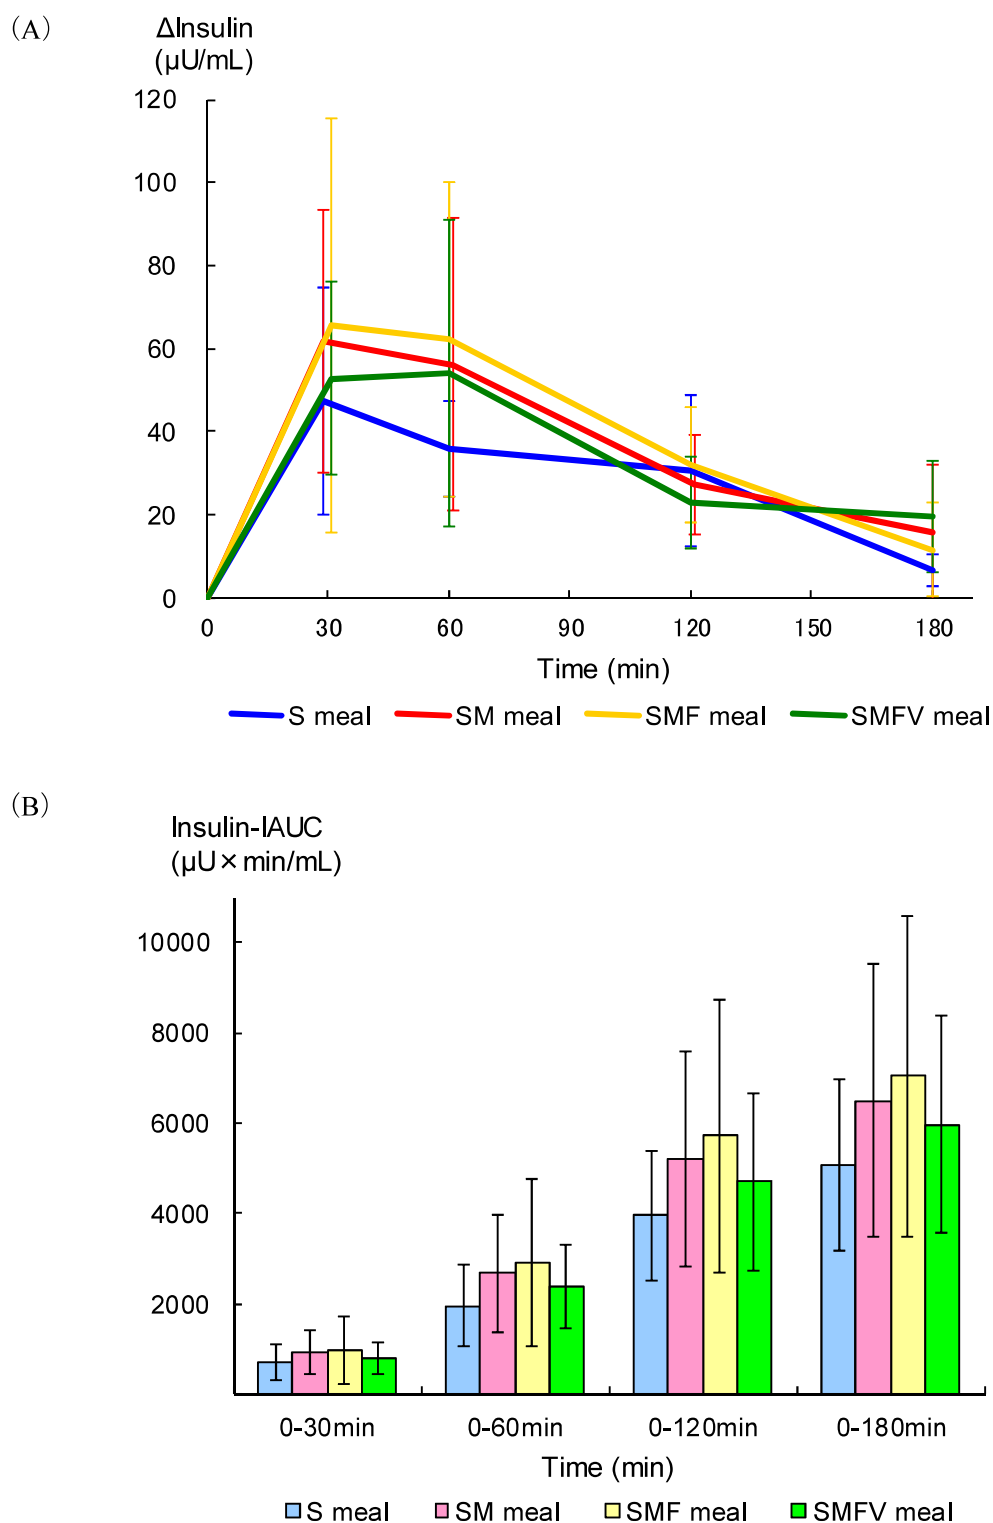 (A)
ΔInsulin
(μU/mL)
120
100
80
60
40
20
0
0 30 60 90 120 150 180
Time (min)
S meal SM meal SMF meal SMFV meal
(B)
Insulin-IAUC
(μU×min/mL)
10000
8000
6000
4000
2000
0-30min 0-60min 0-120min 0-180min
Time (min)
S meal SM meal SMF meal SMFV meal